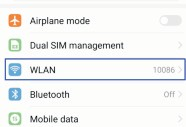 Airplane mode
Dual SIM management
WLAN 10086
Bluetooth Off
Mobile data